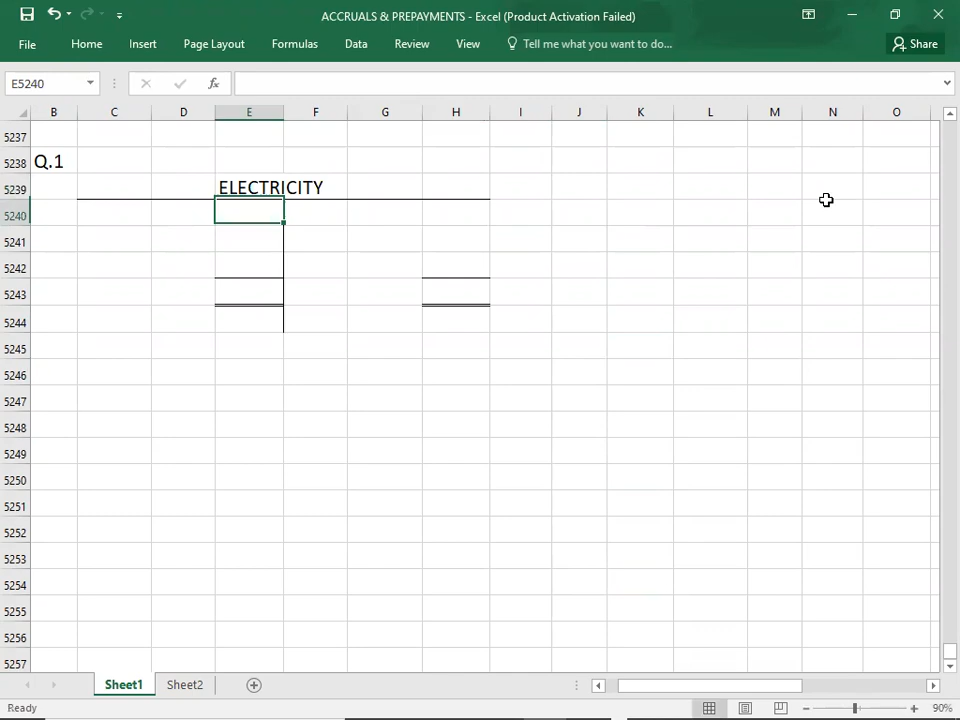 ACCRUALS & PREPAYMENTS - Excel (Product Activation Failed)
File Home Insert Page Layout Formulas Data Review View Tell me what you want to do... Share
E5240 fx
B C D E F G H I J K L M N O
5237
5238 Q.1
5239 ELECTRICITY
5240
5241
5242
5243
5244
5245
5246
5247
5248
5249
5250
5251
5252
5253
5254
5255
5256
5257
Sheet1 Sheet2
Ready 90%